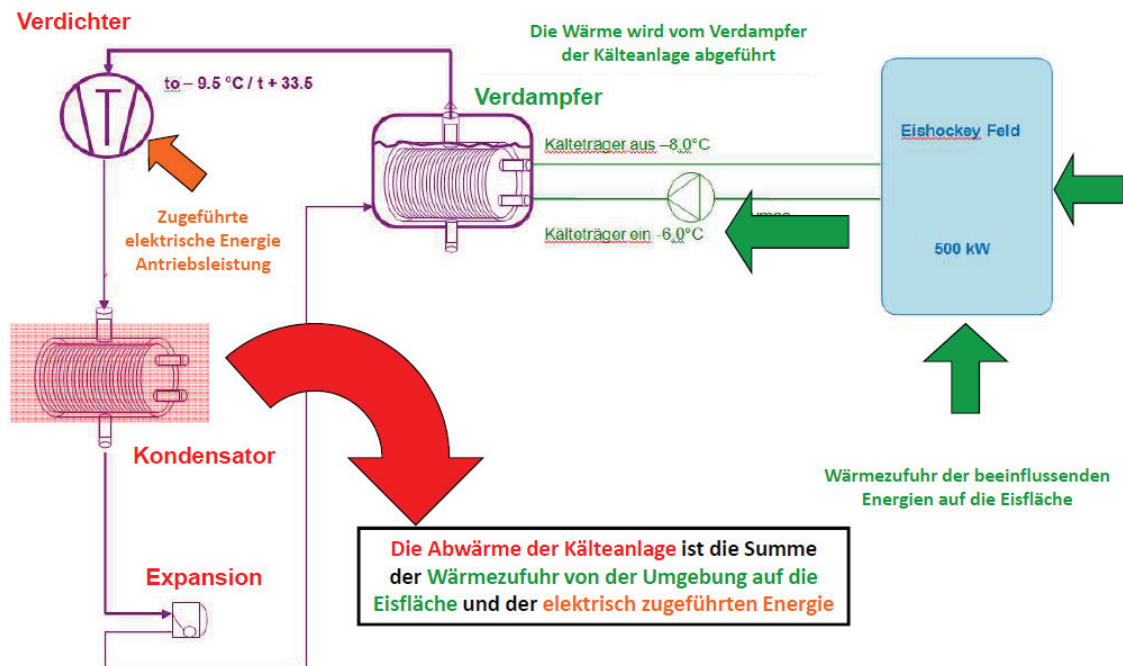 Verdichter
Die Wärme wird vom Verdampfer
der Kälteanlage abgeführt
to – 9.5 °C / t + 33.5
Verdampfer
Kälteträger aus –8,0°C
Eishockey Feld
Zugeführte
elektrische Energie
Antriebsleistung
Kälteträger ein -6,0°C
500 kW
Kondensator
Wärmezufuhr der beeinflussenden
Energien auf die Eisfläche
Die Abwärme der Kälteanlage ist die Summe
der Wärmezufuhr von der Umgebung auf die
Eisfläche und der elektrisch zugeführten Energie
Expansion